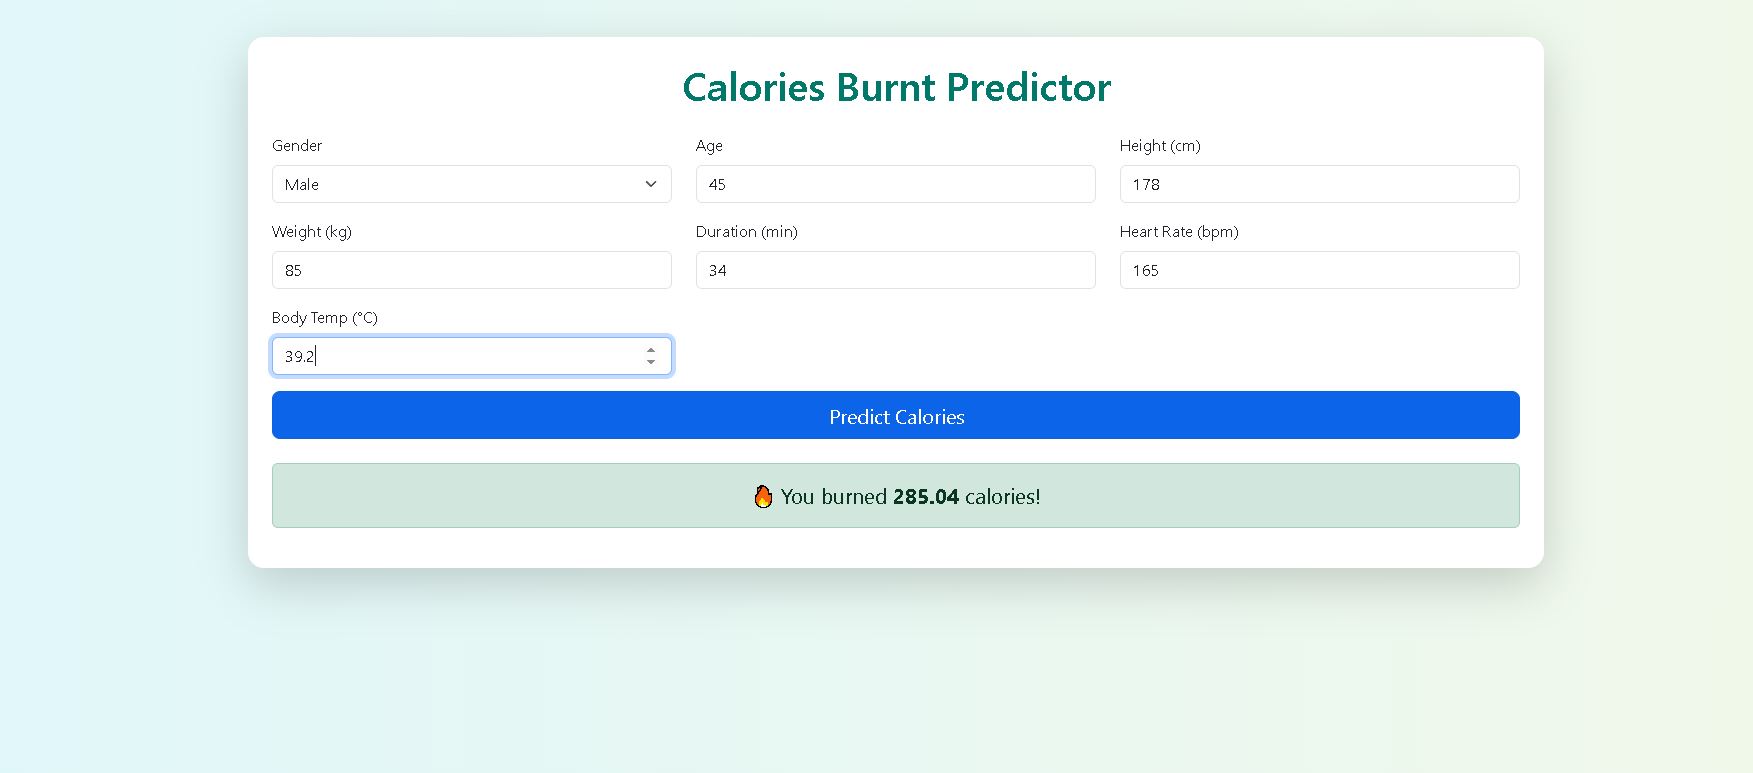 Calories Burnt Predictor
Gender
Age
Height (cm)
Male
45
178
Weight (kg)
Duration (min)
Heart Rate (bpm)
85
34
165
Body Temp (°C)
39.2
Predict Calories
🔥 You burned 285.04 calories!